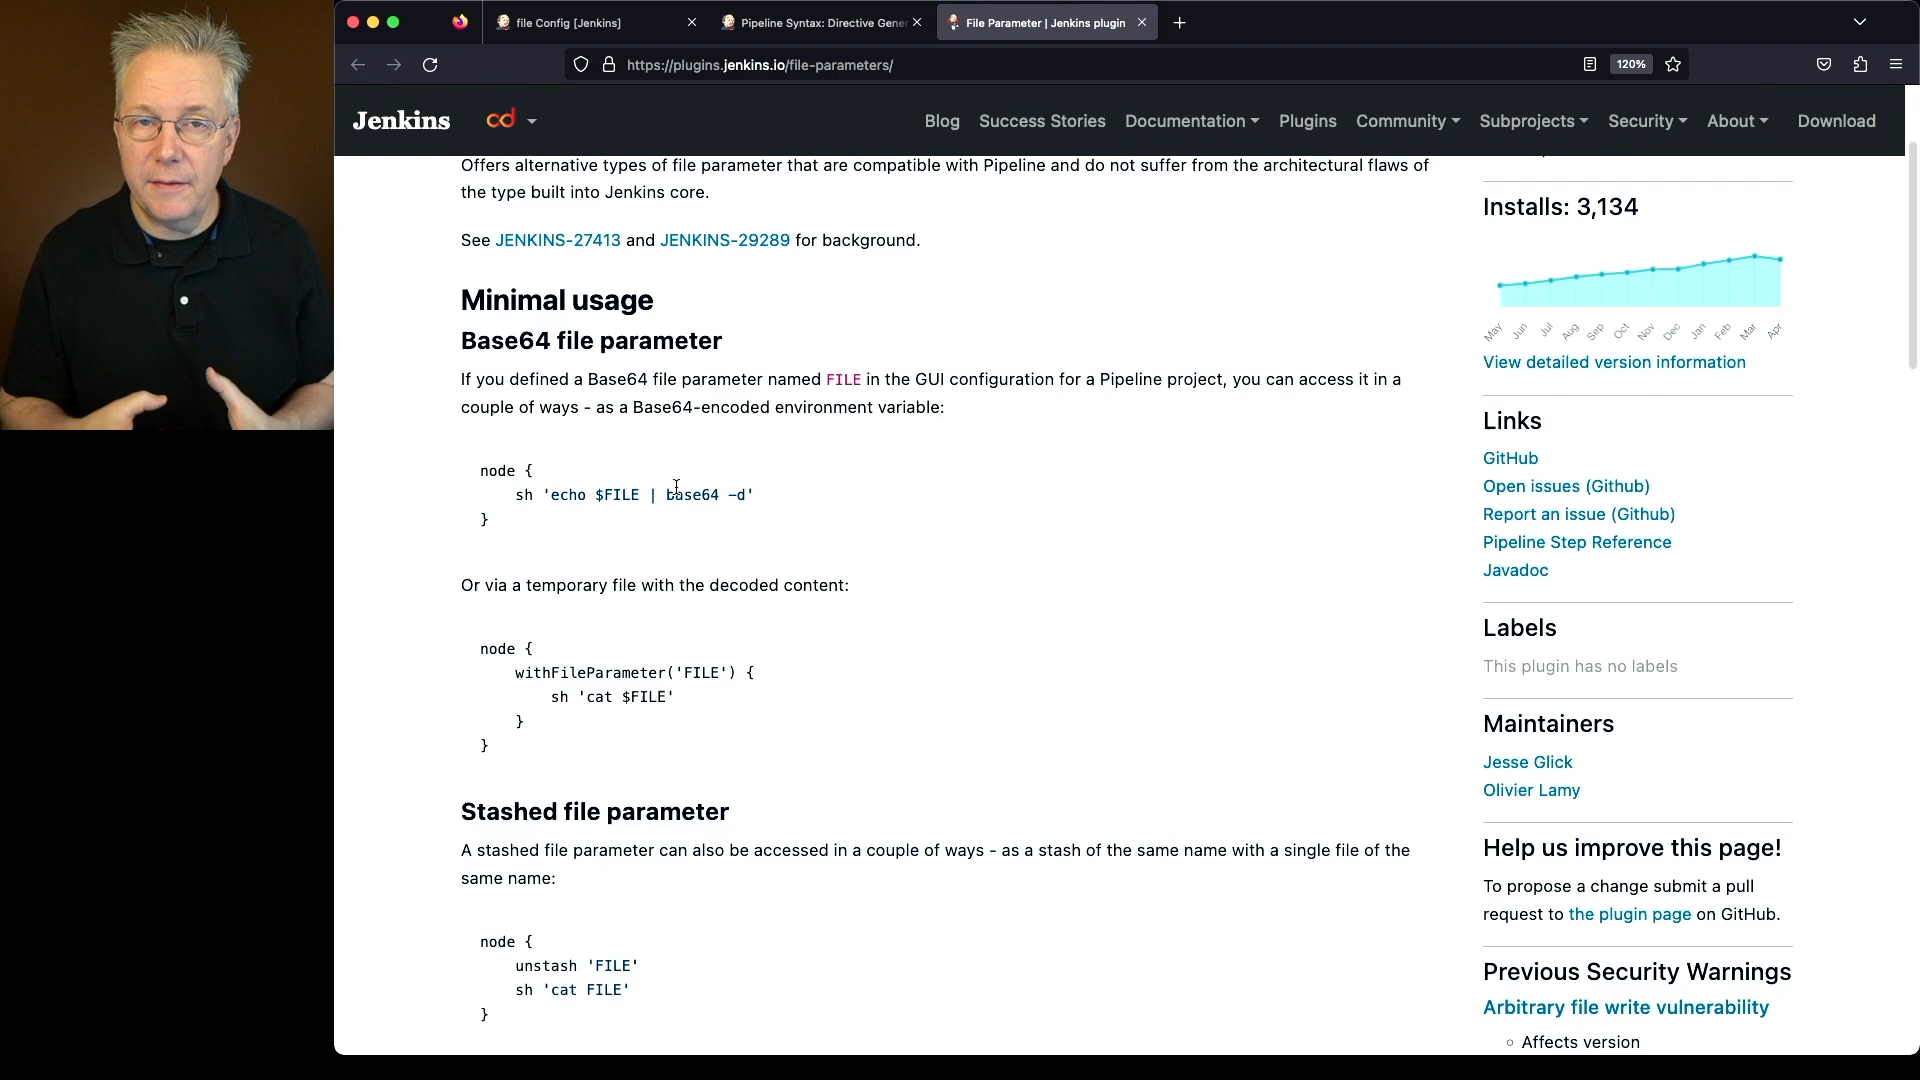 file Config [Jenkins]
Pipeline Syntax: Directive Gener
File Parameter | Jenkins plugin
https://plugins.jenkins.io/file-parameters/
120%
Jenkins
cd
Blog
Success Stories
Documentation
Plugins
Community
Subprojects
Security
About
Download
Offers alternative types of file parameter that are compatible with Pipeline and do not suffer from the architectural flaws of
the type built into Jenkins core.
See JENKINS-27413 and JENKINS-29289 for background.
Minimal usage
Base64 file parameter
If you defined a Base64 file parameter named FILE in the GUI configuration for a Pipeline project, you can access it in a
couple of ways - as a Base64-encoded environment variable:
node {
sh 'echo $FILE | base64 -d'
}
Or via a temporary file with the decoded content:
node {
withFileParameter('FILE') {
sh 'cat $FILE'
}
}
Stashed file parameter
A stashed file parameter can also be accessed in a couple of ways - as a stash of the same name with a single file of the
same name:
node {
unstash 'FILE'
sh 'cat FILE'
}
Installs: 3,134
May
Jun
Jul
Aug
Sep
Oct
Nov
Dec
Jan
Feb
Mar
Apr
View detailed version information
Links
GitHub
Open issues (Github)
Report an issue (Github)
Pipeline Step Reference
Javadoc
Labels
This plugin has no labels
Maintainers
Jesse Glick
Olivier Lamy
Help us improve this page!
To propose a change submit a pull
request to the plugin page on GitHub.
Previous Security Warnings
Arbitrary file write vulnerability
Affects version